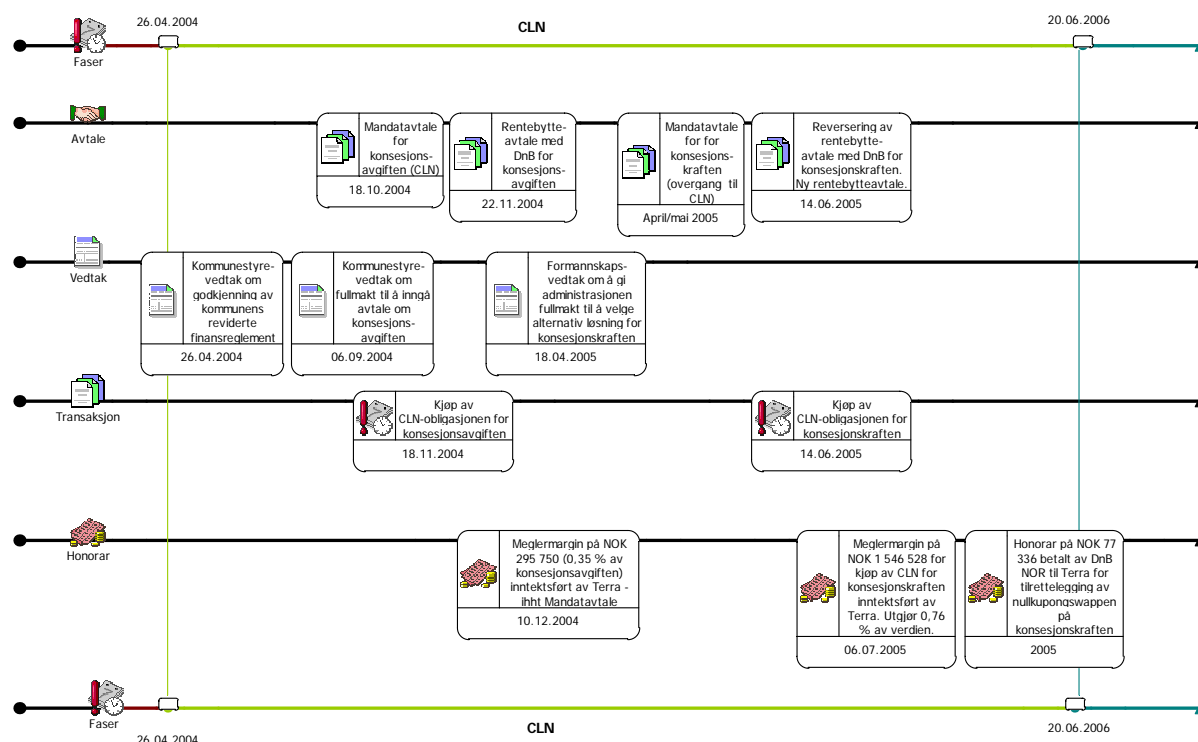 26.04.2004
CLN
20.06.2006
Faser
Avtale
Mandatavtale
for
konsesjons-
avgiften (CLN)
18.10.2004
Rentebytte-
avtale med
DnB for
konsesjons-
avgiften
22.11.2004
Mandatavtale
for for
konsesjons-
kraften
(overgang til
CLN)
April/mai 2005
Reversering av
rentebytte-
avtale med DnB for
konsesjonskraften.
Ny rentebytteavtale.
14.06.2005
Vedtak
Kommunestyre-
vedtak om
godkjenning av
kommunens
reviderte
finansreglement
26.04.2004
Kommunestyre-
vedtak om
fullmakt til å inngå
avtale om
konsesjons-
avgiften
06.09.2004
Formannskaps-
vedtak om å gi
administrasjonen
fullmakt til å velge
alternativ løsning for
konsesjonskraften
18.04.2005
Transaksjon
Kjøp av
CLN-obligasjonen for
konsesjonsavgiften
18.11.2004
Kjøp av
CLN-obligasjonen for
konsesjonskraften
14.06.2005
Honorar
Meglermargin på NOK
295 750 (0,35 % av
konsesjonsavgiften)
inntektsført av Terra -
ihht Mandatavtale
10.12.2004
Meglermargin på
NOK 1 546 528 for
kjøp av CLN for
konsesjonskraften
inntektsført av
Terra. Utgjør 0,76
% av verdien.
06.07.2005
Honorar på NOK 77
336 betalt av DnB
NOR til Terra for
tilrettelegging av
nullkupongswappen
på
konsesjonskraften
2005
Faser
26.04.2004
CLN
20.06.2006